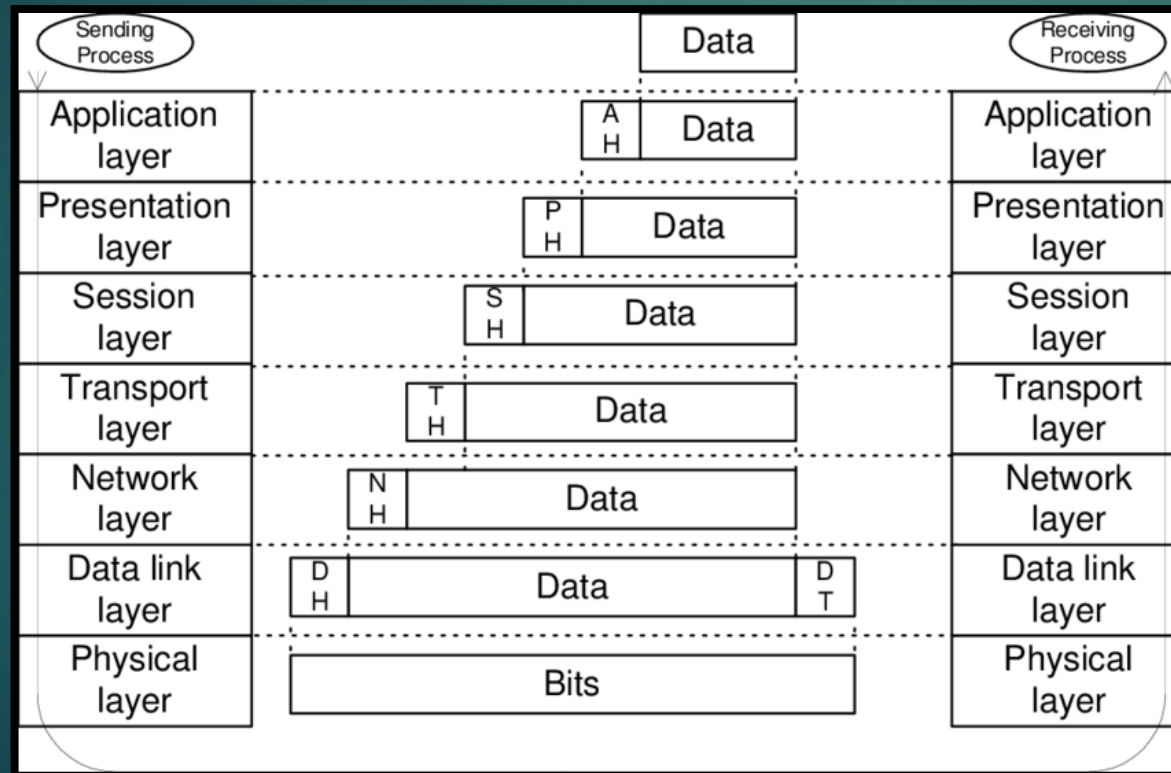 Sending
Process
Data
Receiving
Process
Application
layer
A
H
Data
Application
layer
Presentation
layer
P
H
Data
Presentation
layer
Session
layer
S
H
Data
Session
layer
Transport
layer
T
H
Data
Transport
layer
Network
layer
N
H
Data
Network
layer
Data link
layer
D
H
Data
D
T
Data link
layer
Physical
layer
Bits
Physical
layer